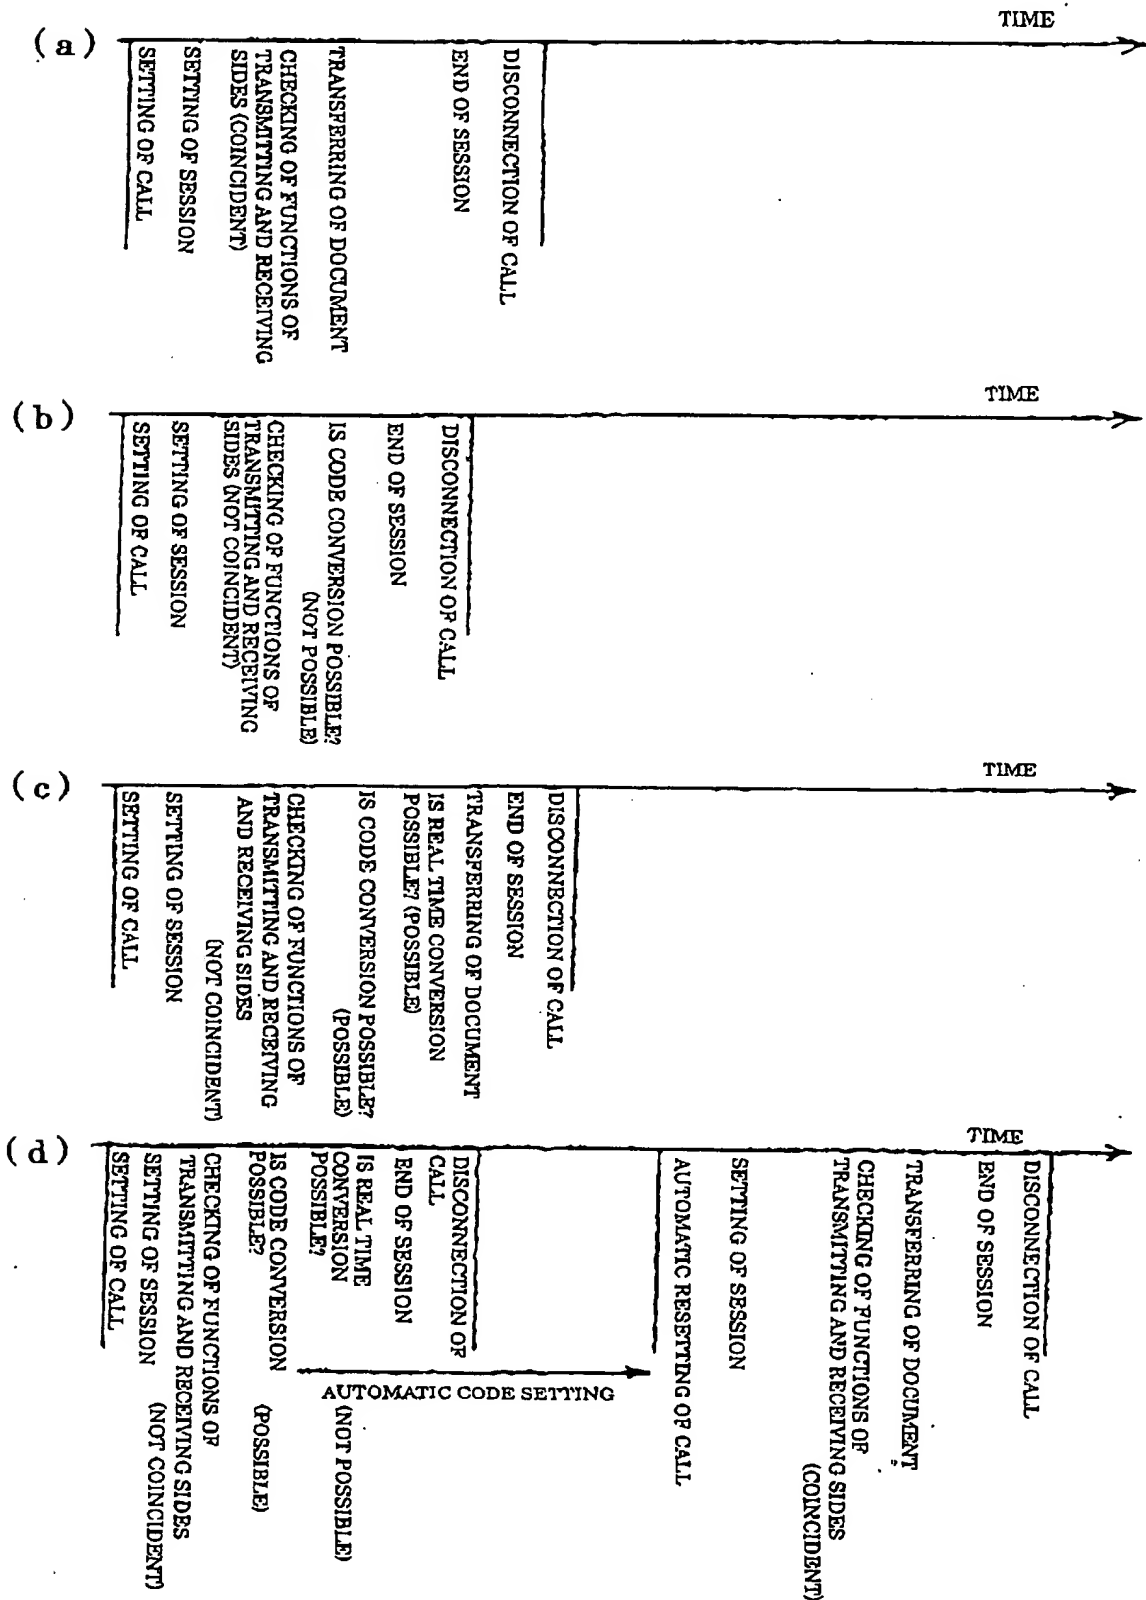 (a)
TIME
SETTING OF CALL
SETTING OF SESSION
CHECKING OF FUNCTIONS OF
TRANSMITTING AND RECEIVING
SIDES (COINCIDENT)
TRANSFERRING OF DOCUMENT
END OF SESSION
DISCONNECTION OF CALL
(b)
TIME
SETTING OF CALL
SETTING OF SESSION
CHECKING OF FUNCTIONS OF
TRANSMITTING AND RECEIVING
SIDES (NOT COINCIDENT)
IS CODE CONVERSION POSSIBLE?
(NOT POSSIBLE)
END OF SESSION
DISCONNECTION OF CALL
(c)
TIME
SETTING OF CALL
SETTING OF SESSION
CHECKING OF FUNCTIONS OF
TRANSMITTING AND RECEIVING
AND RECEIVING SIDES
(NOT COINCIDENT)
IS CODE CONVERSION POSSIBLE?
(POSSIBLE)
IS REAL TIME CONVERSION
POSSIBLE? (POSSIBLE)
TRANSFERRING OF DOCUMENT
END OF SESSION
DISCONNECTION OF CALL
(d)
TIME
SETTING OF CALL
SETTING OF SESSION
CHECKING OF FUNCTIONS OF
TRANSMITTING AND RECEIVING SIDES
(NOT COINCIDENT)
IS CODE CONVERSION
POSSIBLE?
(POSSIBLE)
IS REAL TIME
CONVERSION
POSSIBLE?
(NOT POSSIBLE)
END OF SESSION
DISCONNECTION OF
CALL
AUTOMATIC CODE SETTING
AUTOMATIC RESETTING OF CALL
SETTING OF SESSION
CHECKING OF FUNCTIONS OF
TRANSMITTING AND RECEIVING SIDES
(COINCIDENT)
TRANSFERRING OF DOCUMENT
END OF SESSION
DISCONNECTION OF CALL